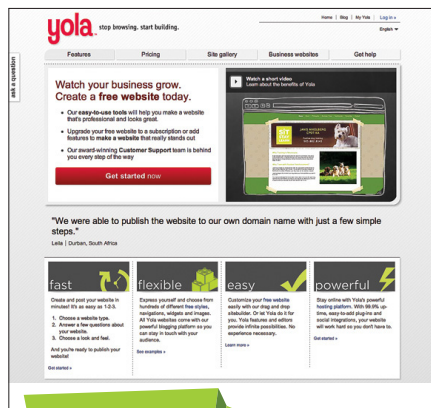 Home | Blog | My Yola | Log in »
yola stop browsing. start building.
English
Features Pricing Site gallery Business websites Get help
ask a question
Watch your business grow.
Create a free website today.
• Our easy-to-use tools will help you make a website
that's professional and looks great.
• Upgrade your free website to a subscription or add
features to make a website that really stands out
• Our award-winning Customer Support team is behind
you every step of the way
Get started now
Watch a short video
Learn about the benefits of Yola
"We were able to publish the website to our own domain name with just a few simple
steps."
Leila | Durban, South Africa
fast
Create and post your website in
minutes! It's as easy as 1-2-3.
1. Choose a website type.
2. Answer a few questions about
your website.
3. Choose a look and feel.
And you're ready to publish your
website!
Get started »
flexible
Express yourself and choose from
hundreds of different free styles,
navigations, widgets and images.
All Yola websites come with our
powerful blogging platform so you
can stay in touch with your
audience.
See examples »
easy
Customize your free website
easily with our drag and drop
sitebuilder. Or let Yola do it for
you. Yola features and editors
provide infinite possibilities. No
experience necessary.
Learn more »
powerful
Stay online with Yola's powerful
hosting platform. With 99.9% up-
time, easy-to-add plug-ins and
social integrations, your website
will work hard so you don't have to.
Get started »